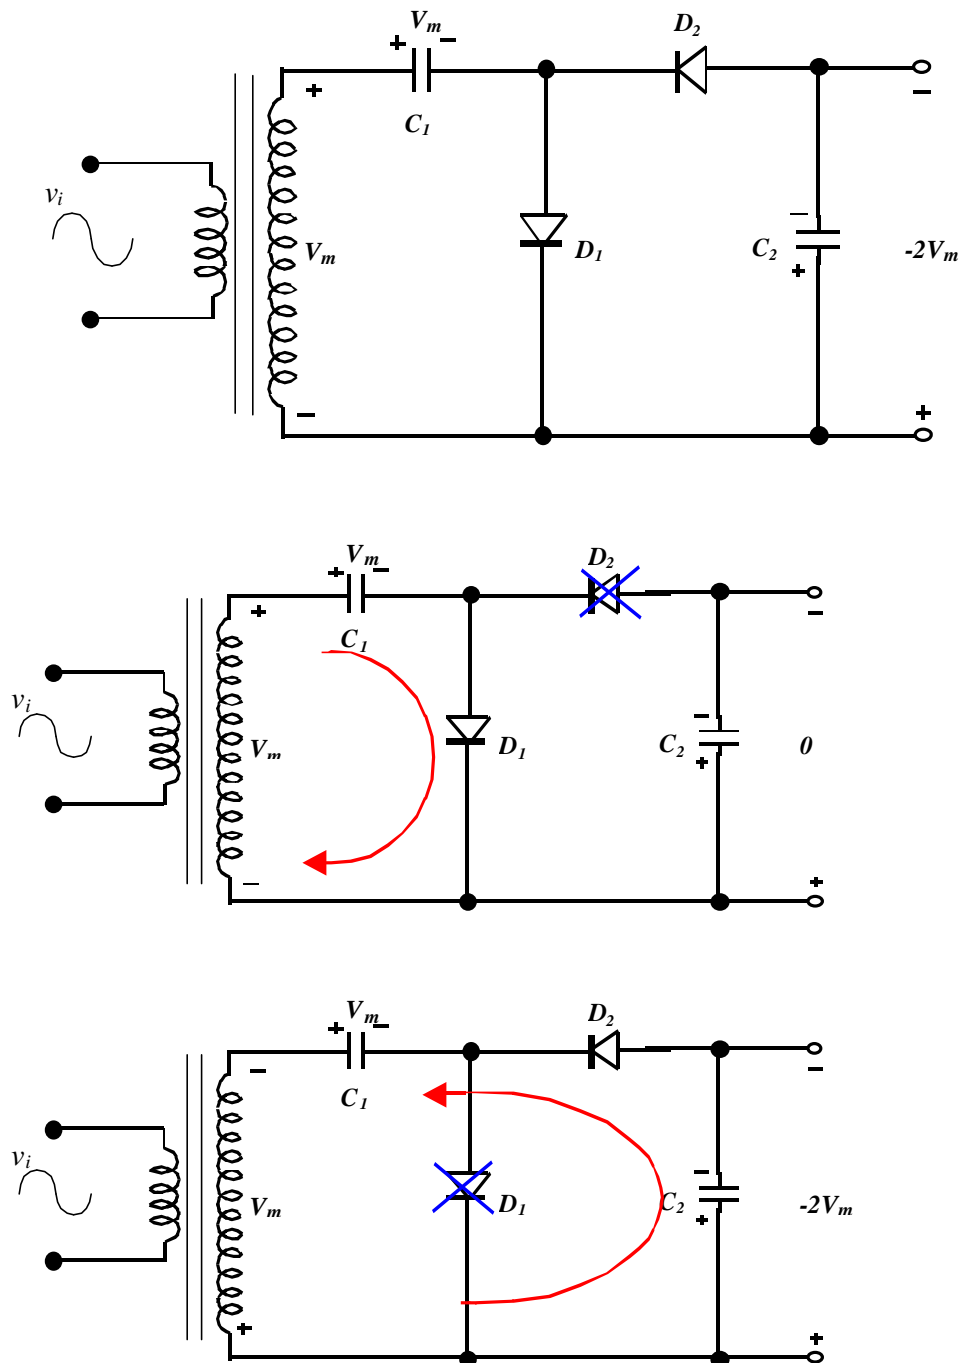 Vm
D2
+ −
+
C1
−
vi
Vm
D1
−
C2
+
-2Vm
−
+
Vm
D2
+ −
+
C1
−
vi
Vm
D1
−
C2
+
0
−
+
Vm
D2
+ −
−
C1
−
vi
Vm
D1
−
C2
+
-2Vm
+
+